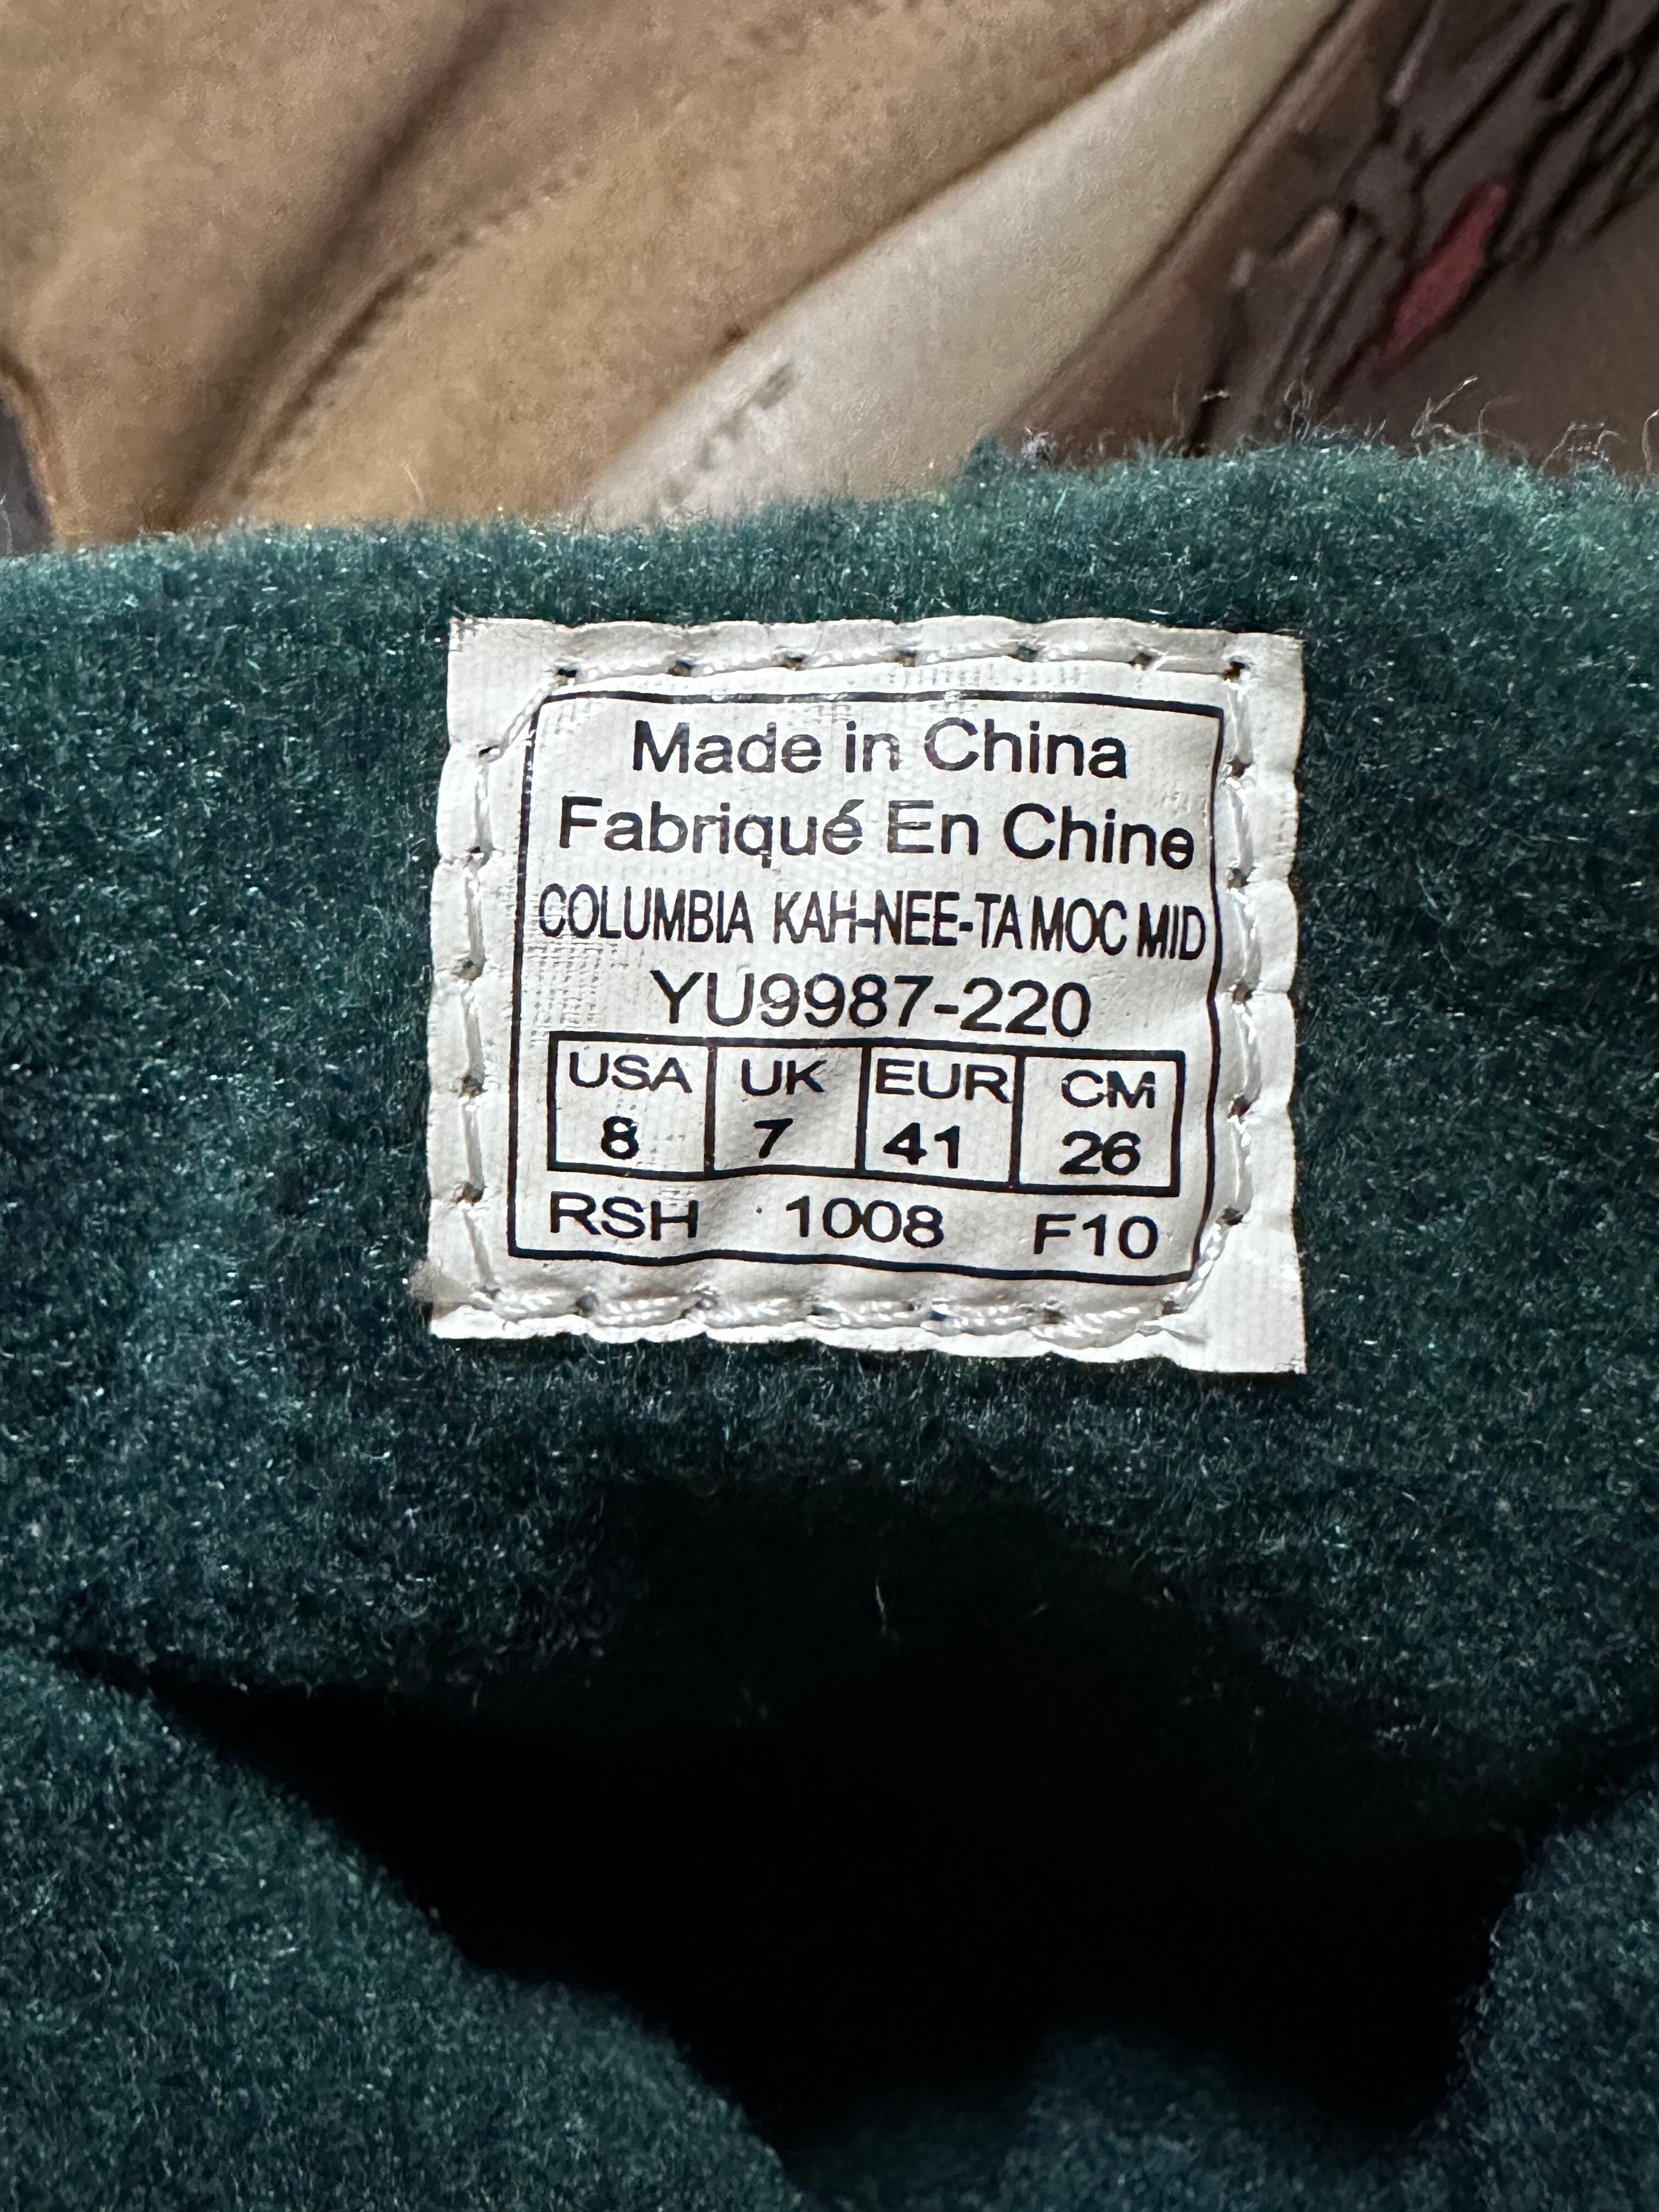 Made in China
Fabriqué En Chine
COLUMBIA KAH-NEE-TA MOC MID
YU9987-220
USA UK EUR CM
8 7 41 26
RSH 1008 F10